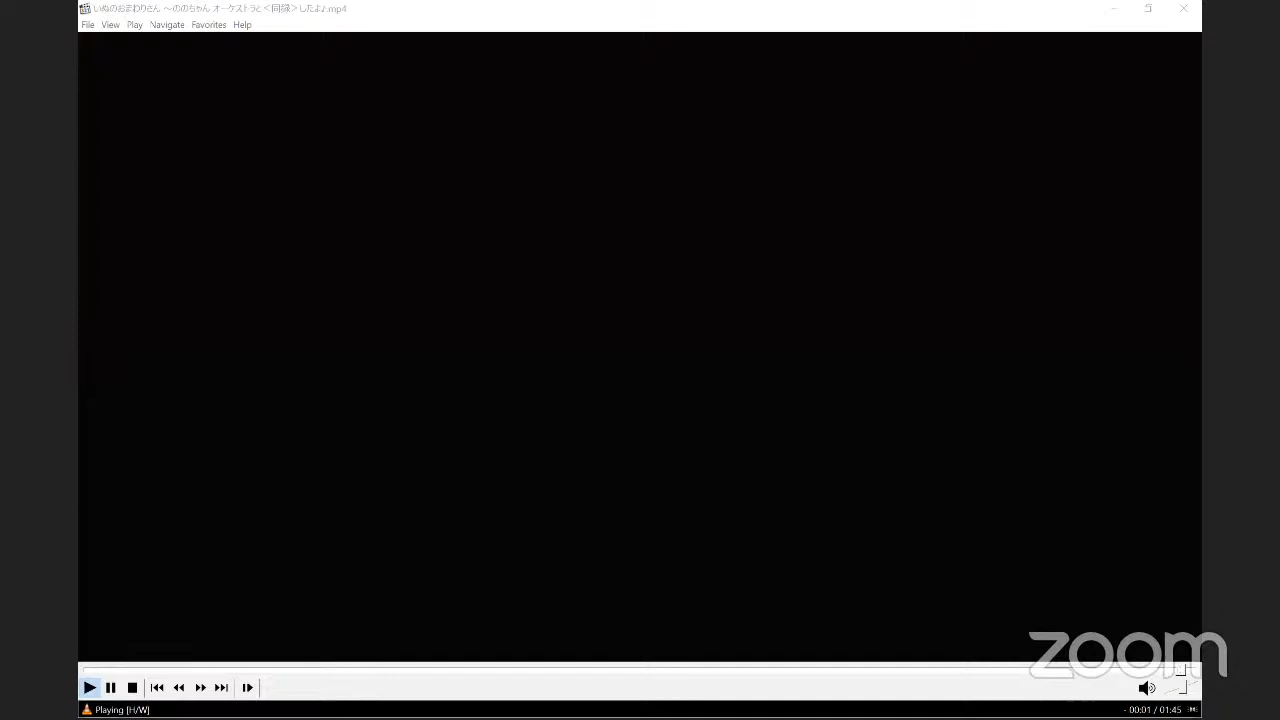 いぬのおまわりさん ～ののちゃん オーケストラと＜同録＞したよ♪.mp4
File View Play Navigate Favorites Help
zoom
Playing [H/W]
- 00:01 / 01:45